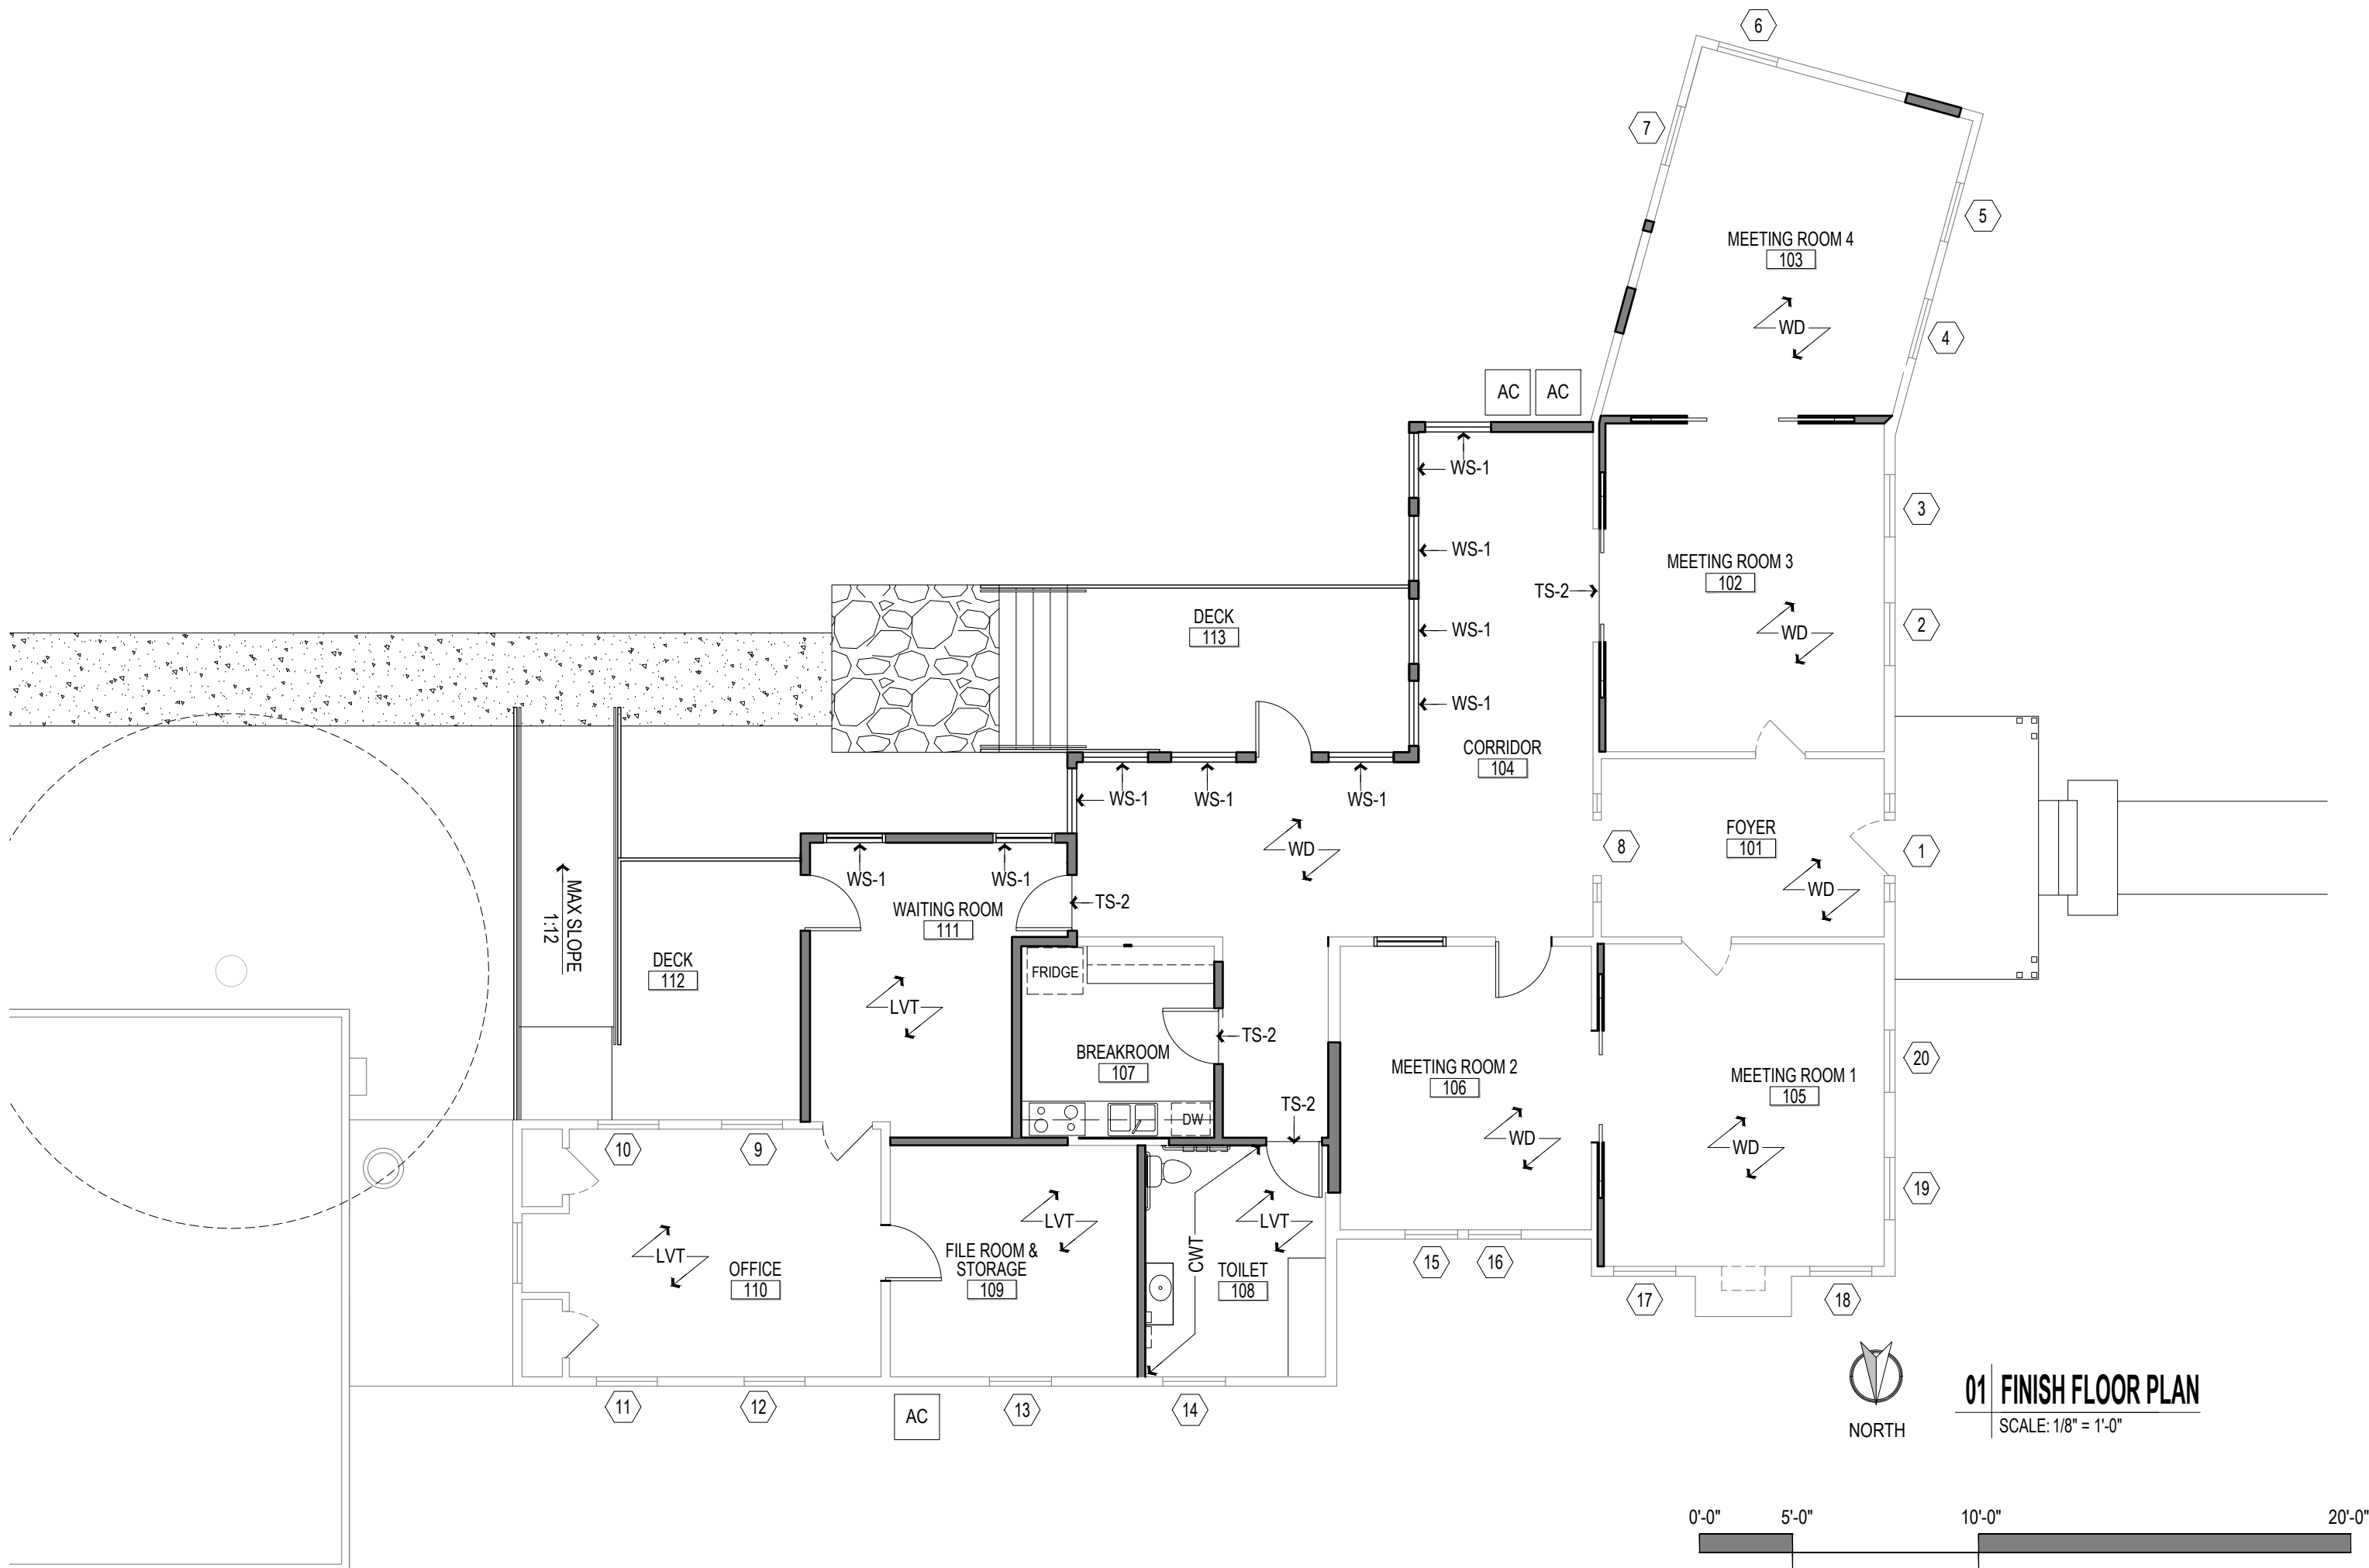 6
7
5
MEETING ROOM 4
103
WD
4
AC AC
WS-1
WS-1
3
WS-1
MEETING ROOM 3
102
TS-2
DECK
113
WS-1
WD
2
WS-1
CORRIDOR
104
WS-1 WS-1 WS-1
FOYER
101
8
1
WD
WD
WS-1 WS-1
TS-2
WAITING ROOM
111
MAX SLOPE
1:12
DECK
112
FRIDGE
LVT
TS-2
BREAKROOM
107
MEETING ROOM 2
106
MEETING ROOM 1
105
20
TS-2
DW
10 9
WD
WD
19
LVT
LVT
LVT
CWT
OFFICE
110
FILE ROOM &
STORAGE
109
TOILET
108
15 16
17 18
11 12
AC
13 14
NORTH
01 FINISH FLOOR PLAN
SCALE: 1/8" = 1'-0"
0'-0" 5'-0" 10'-0" 20'-0"